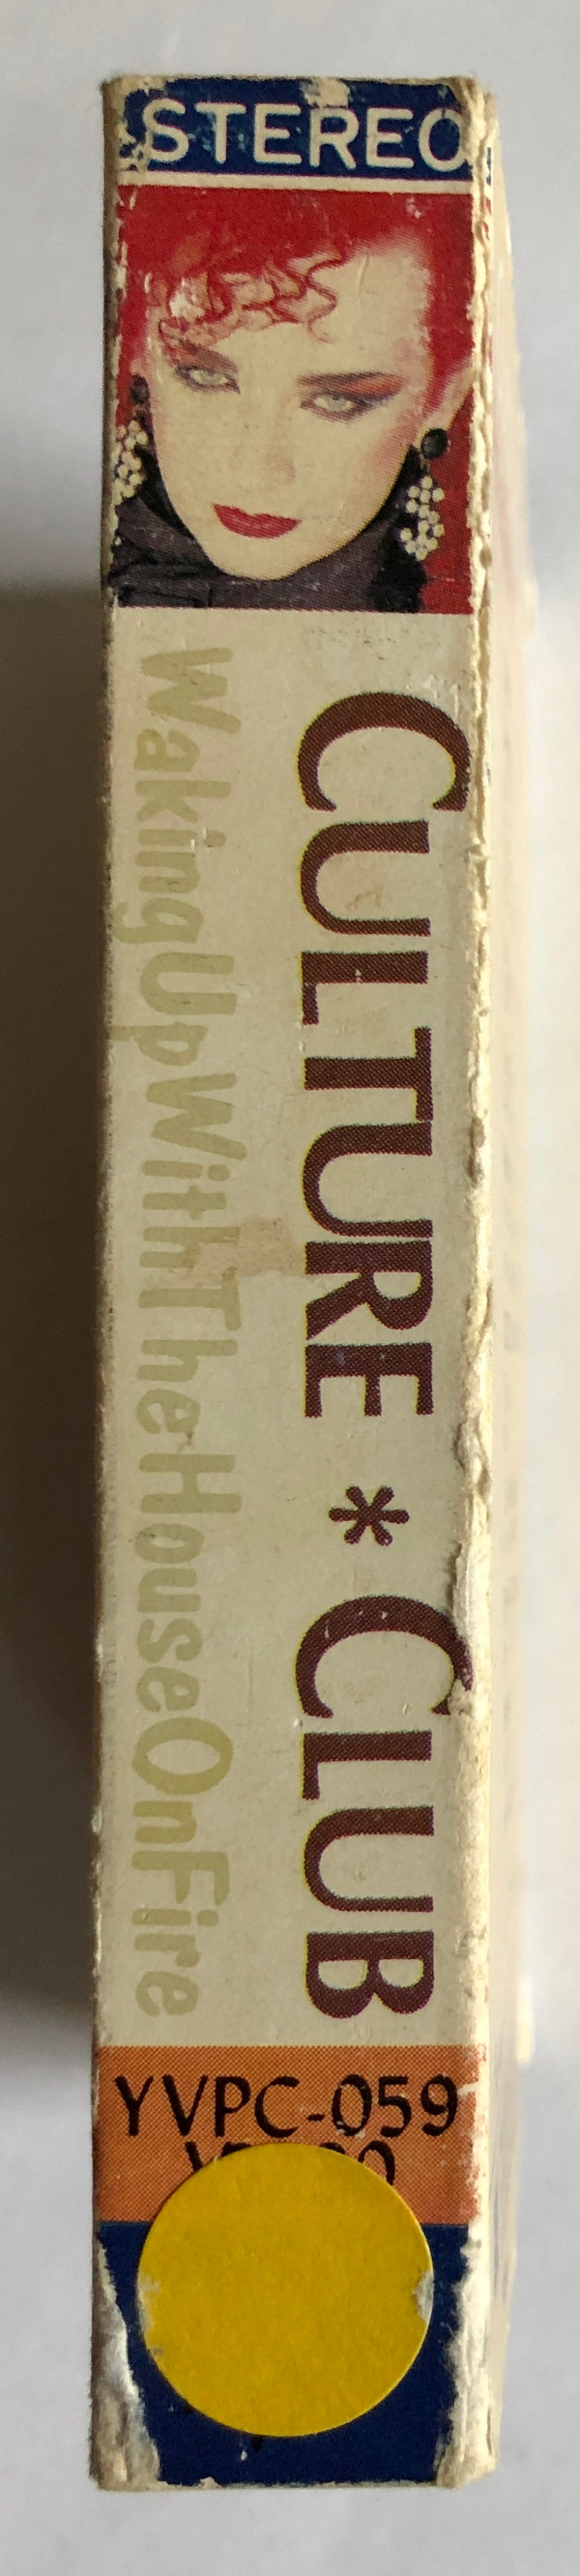 STEREO
CULTURE * CLUB
WakingUpWithTheHouseOnFire
YVPC-059